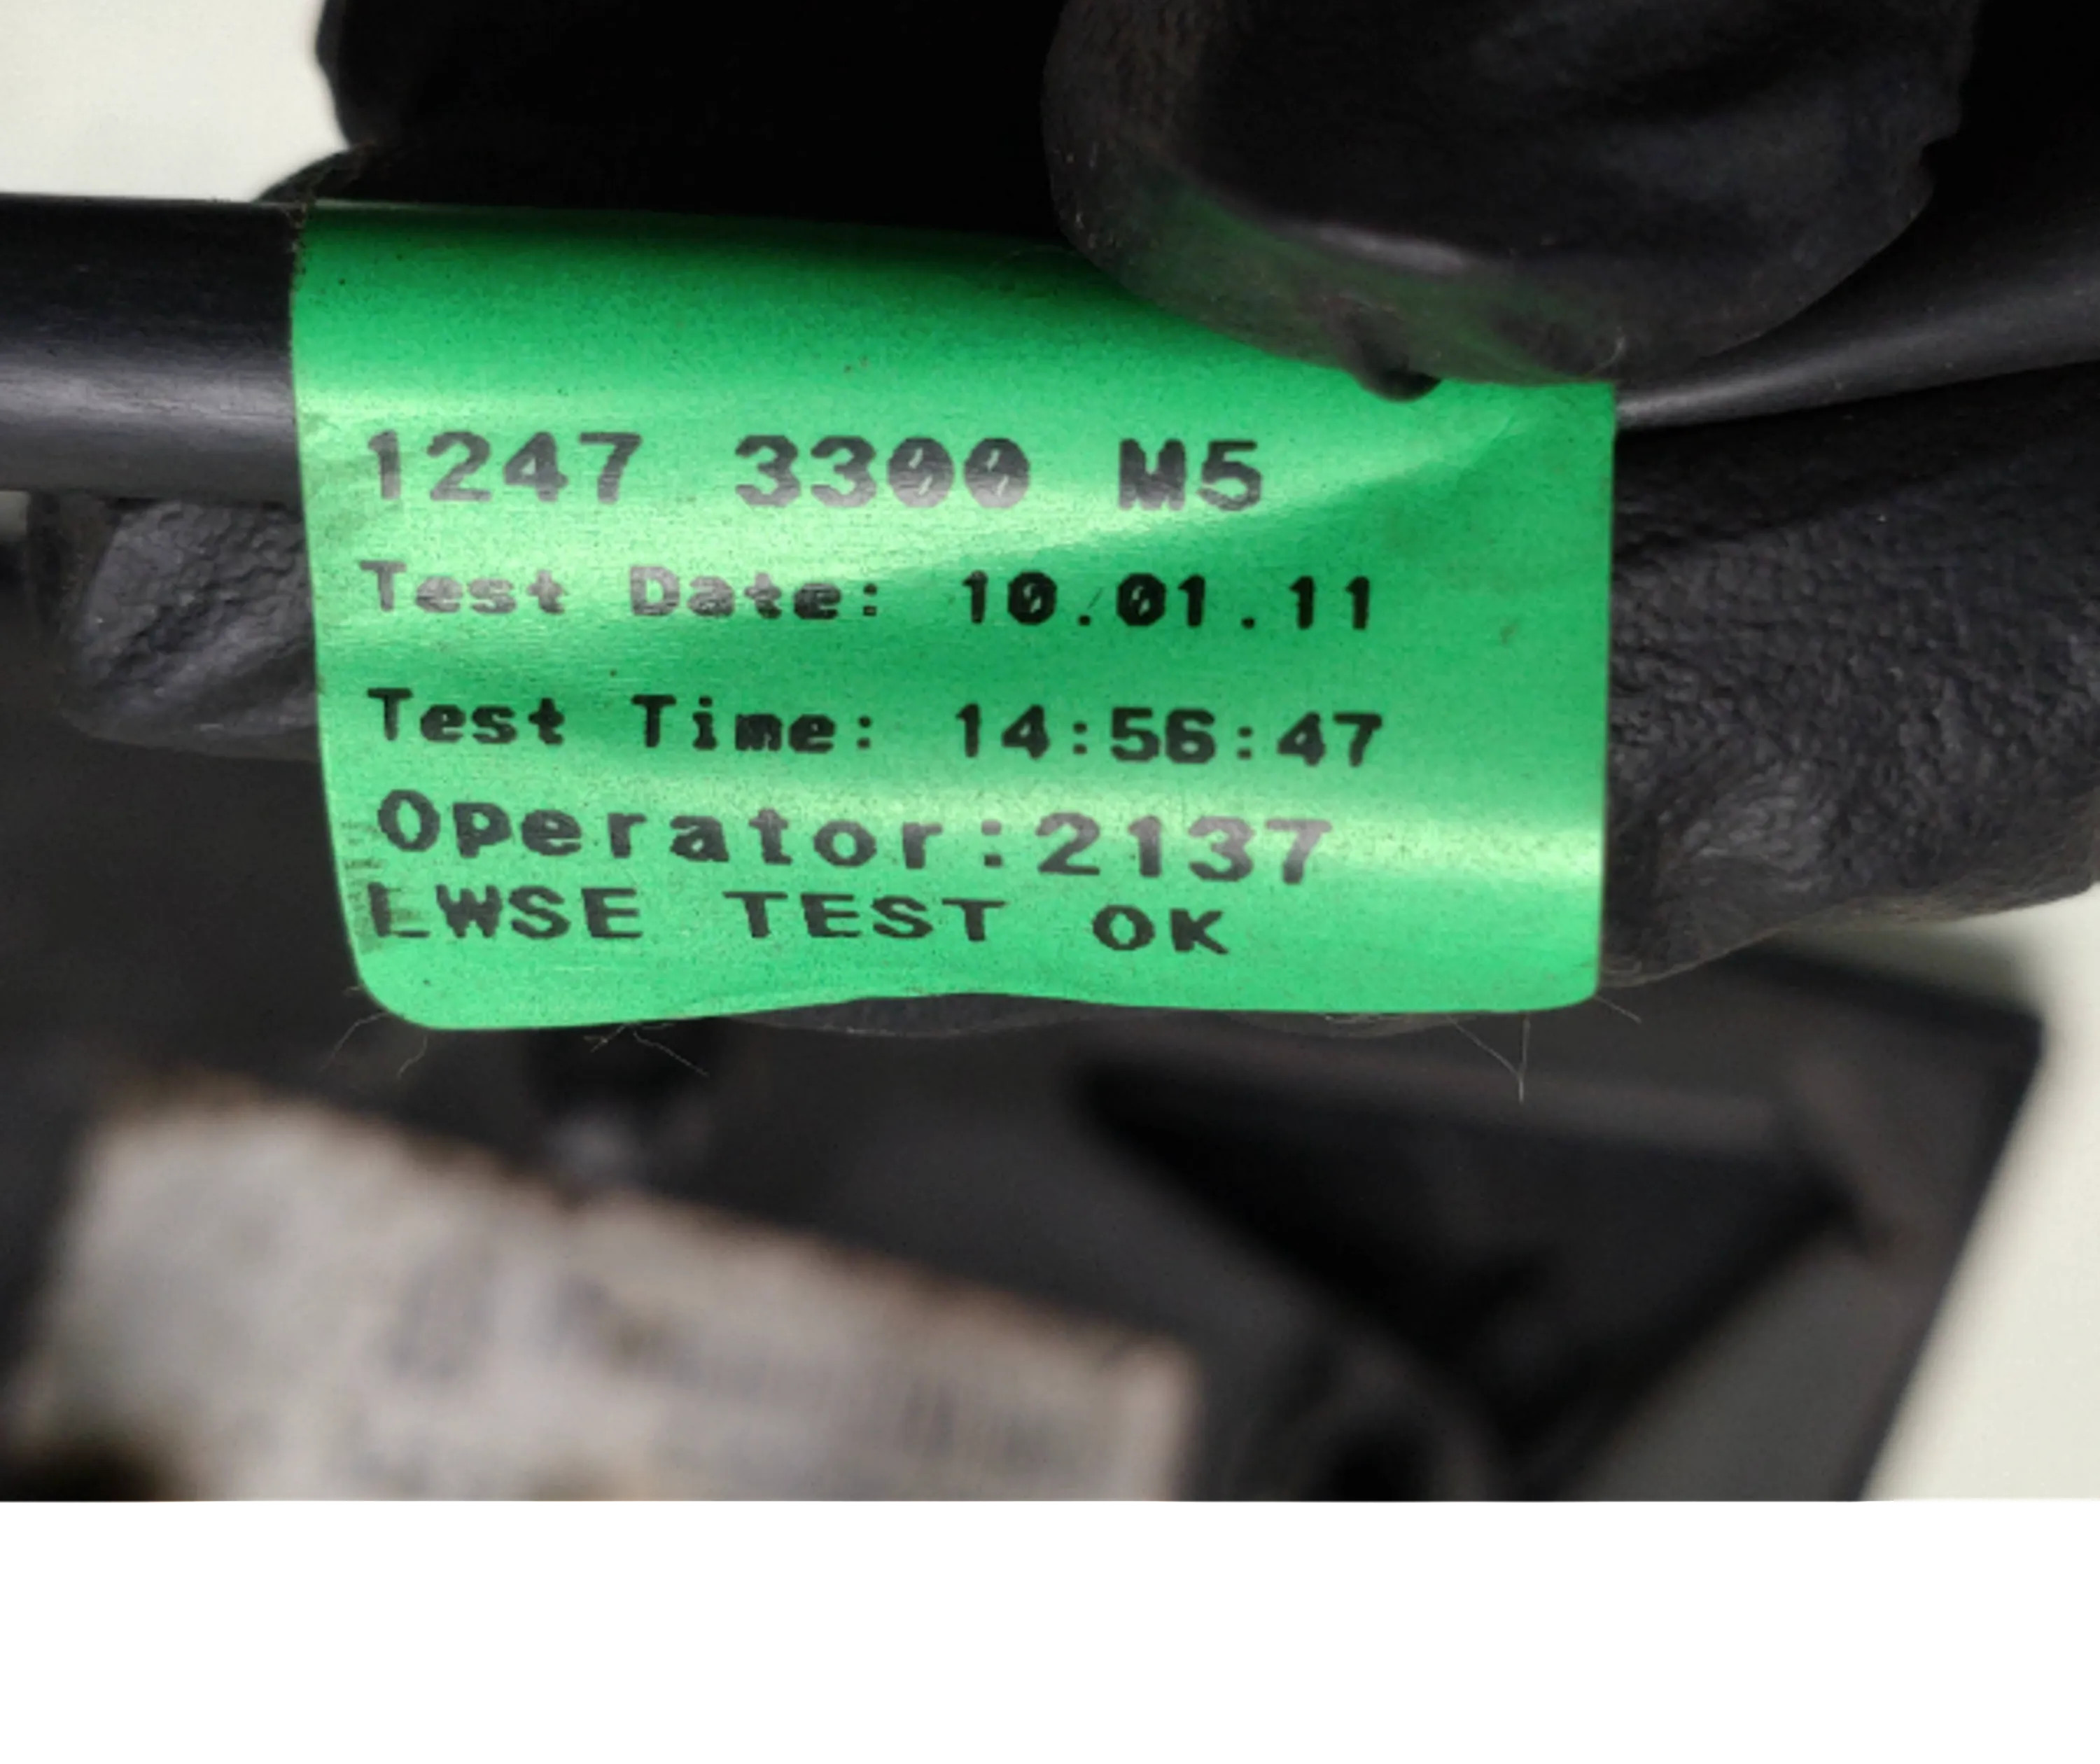 1247 3300 M5
Test Date: 10.01.11
Test Time: 14:56:47
Operator:2137
LWSE TEST OK